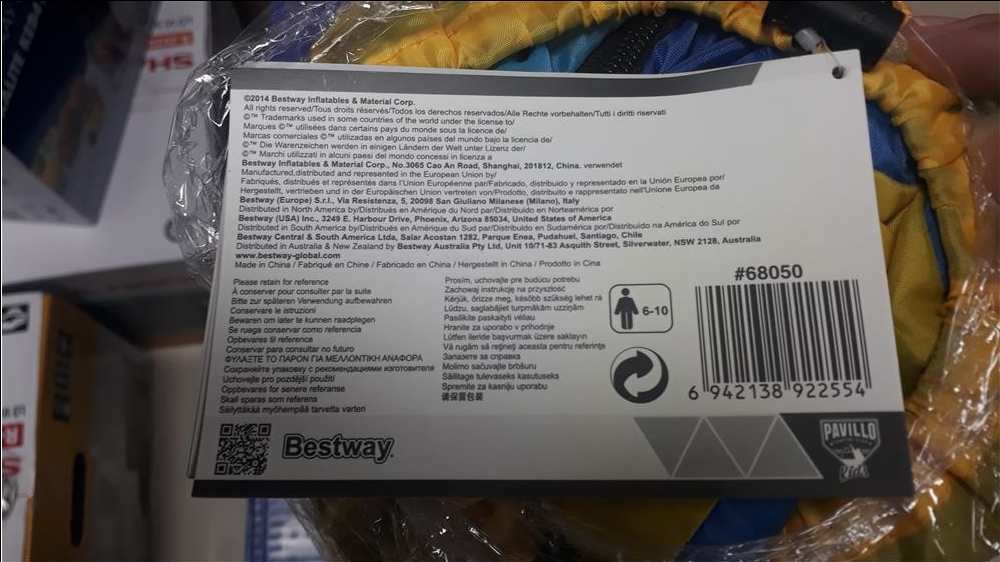 ©2014 Bestway Inflatables & Material Corp.
All rights reserved/Tous droits réservés/Todos los derechos reservados/Alle Rechte vorbehalten/Tutti i diritti riservati
©™ Trademarks used in some countries of the world under the license to/
Marques ©™ utilisées dans certains pays du monde sous la licence de/
Marcas comerciales ©™ utilizadas en algunos países del mundo bajo la licencia de/
©™ Die Warenzeichen werden in einigen Ländern der Welt unter Lizenz der/
©™ Marchi utilizzati in alcuni paesi del mondo concessi in licenza a
Bestway Inflatables & Material Corp., No.3065 Cao An Road, Shanghai, 201812, China. verwendet
Manufactured,distributed and represented in the European Union by/
Fabriqués, distribués et représentés dans l'Union Européenne par/Fabricado, distribuido y representado en la Unión Europea por/
Hergestellt, vertrieben und in der Europäischen Union vertreten von/Prodotto, distribuito e rappresentato nell'Unione Europea da
Bestway (Europe) S.r.l., Via Resistenza, 5, 20098 San Giuliano Milanese (Milano), Italy
Distributed in North America by/Distribués en Amérique du Nord par/Distribuido en Norteamérica por
Bestway (USA) Inc., 3249 E. Harbour Drive, Phoenix, Arizona 85034, United States of America
Distributed in South America by/Distribués en Amérique du Sud par/Distribuido en Sudamérica por/Distribuído na América do Sul por
Bestway Central & South America Ltda, Salar Acostan 1282, Parque Enea, Pudahuel, Santiago, Chile
Distributed in Australia & New Zealand by Bestway Australia Pty Ltd, Unit 10/71-83 Asquith Street, Silverwater, NSW 2128, Australia
www.bestway-global.com
Made in China / Fabriqué en Chine / Fabricado en China / Hergestellt in China / Prodotto in Cina
Please retain for reference
À conserver pour consulter par la suite
Bitte zur späteren Verwendung aufbewahren
Conservare le istruzioni
Bewaren om later te kunnen raadplegen
Se ruega conservar como referencia
Opbevares til reference
Conservar para consultar no futuro
ΦΥΛΑΞΤΕ ΤΟ ΠΑΡΟΝ ΓΙΑ ΜΕΛΛΟΝΤΙΚΗ ΑΝΑΦΟΡΑ
Сохраняйте упаковку с рекомендациями изготовителя
Uchovejte pro pozdější použití
Oppbevares for senere referanse
Skall sparas som referens
Säilyttäkää myöhempää tarvetta varten
Prosím, uchovajte pre budúcu potrebu
Zachowaj instrukcję na przyszłość
Kérjük, őrizze meg, később szükség lehet rá
Lūdzu, saglabājiet turpmākām uzziņām
Pasilikite paskaityti vėliau
Hranite za uporabo v prihodnje
Lütfen ileride başvurmak üzere saklayın
Vă rugăm să reţineţi aceasta pentru referinţe
Запазете за справка
Molimo sačuvajte brošuru
Säilitage tulevaseks kasutuseks
Spremite za kasniju uporabu
请保留包装
6-10
#68050
6 942138 922554
Bestway
PAVILLO
Kids